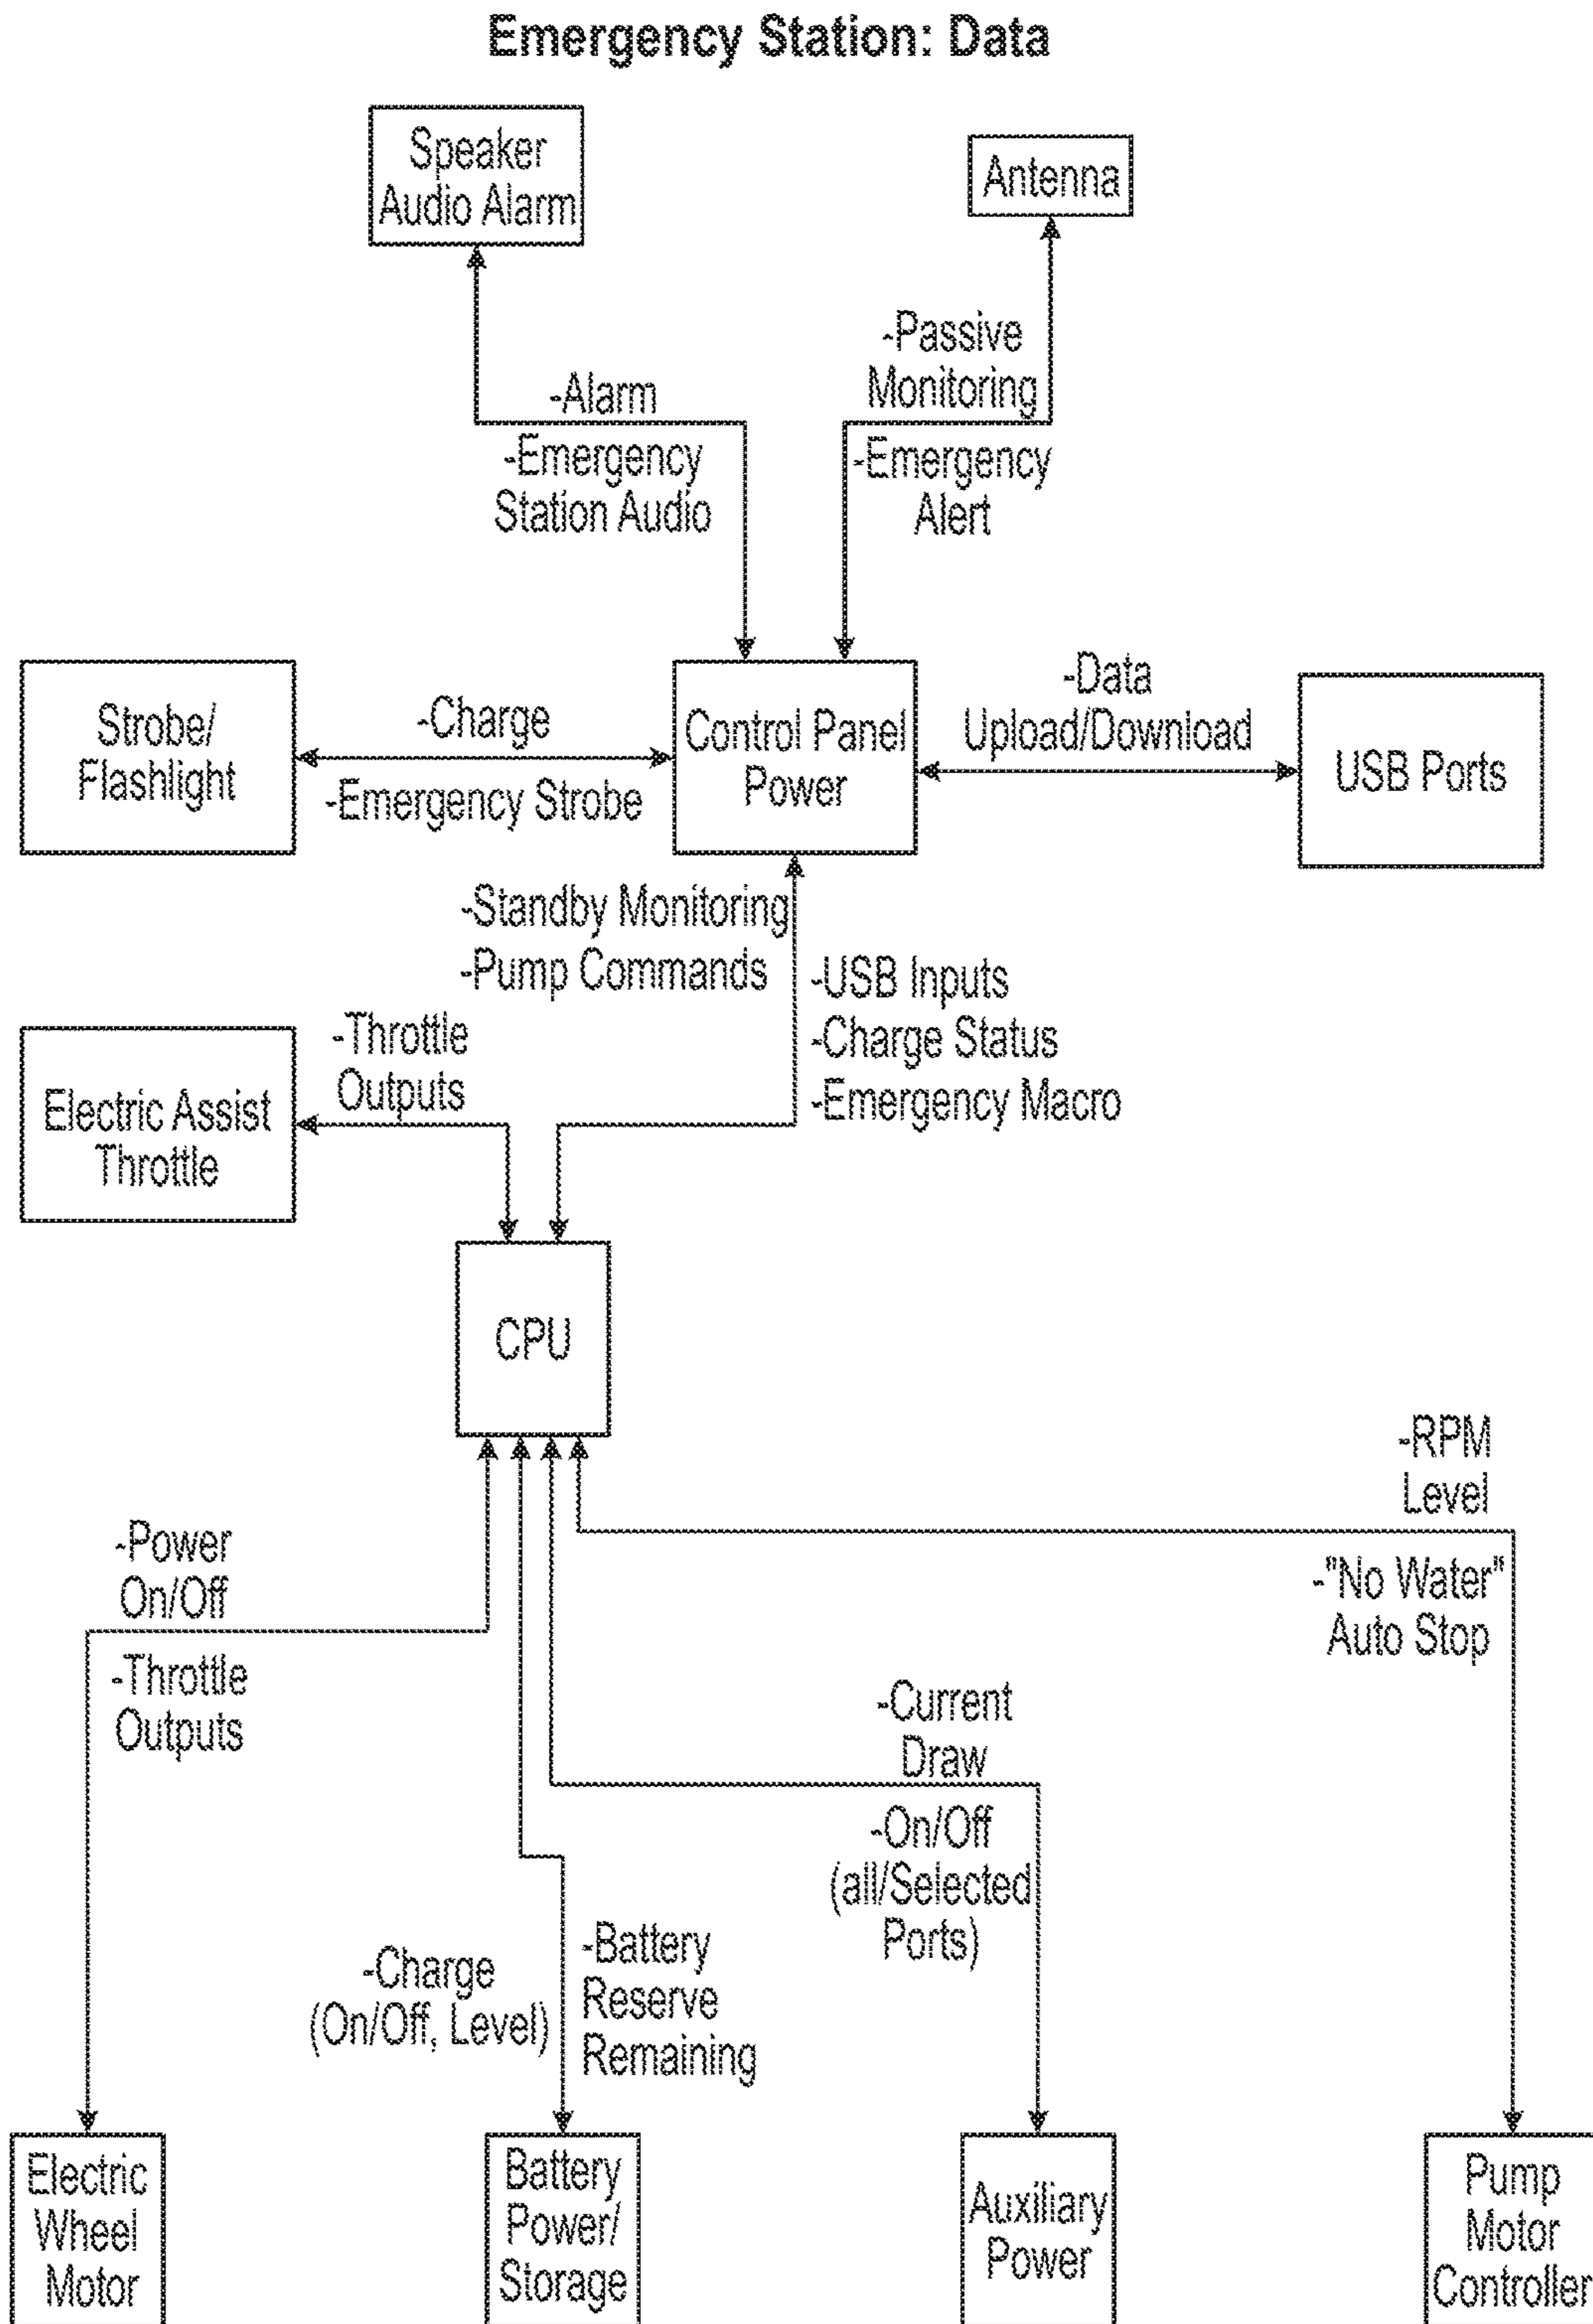 Emergency Station: Data
Speaker
Audio Alarm
Antenna
-Passive
Monitoring
-Alarm
-Emergency
Station Audio
-Emergency
Alert
Strobe/
Flashlight
-Charge
-Emergency Strobe
Control Panel
Power
-Data
Upload/Download
USB Ports
-Standby Monitoring
-Pump Commands
-USB Inputs
-Charge Status
-Emergency Macro
-Throttle
Outputs
Electric Assist
Throttle
CPU
-RPM
Level
-"No Water"
Auto Stop
-Power
On/Off
-Throttle
Outputs
-Current
Draw
-On/Off
(all/Selected
Ports)
-Charge
(On/Off, Level)
-Battery
Reserve
Remaining
Electric
Wheel
Motor
Battery
Power/
Storage
Auxiliary
Power
Pump
Motor
Controller